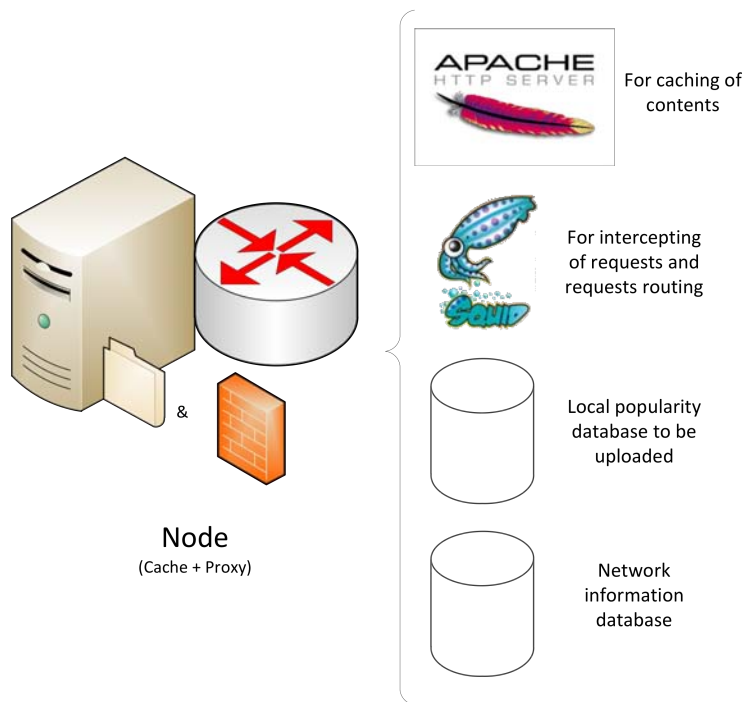 APACHE
HTTP SERVER
For caching of
contents
SQUID
For intercepting
of requests and
requests routing
&
Local popularity
database to be
uploaded
Node
(Cache + Proxy)
Network
information
database